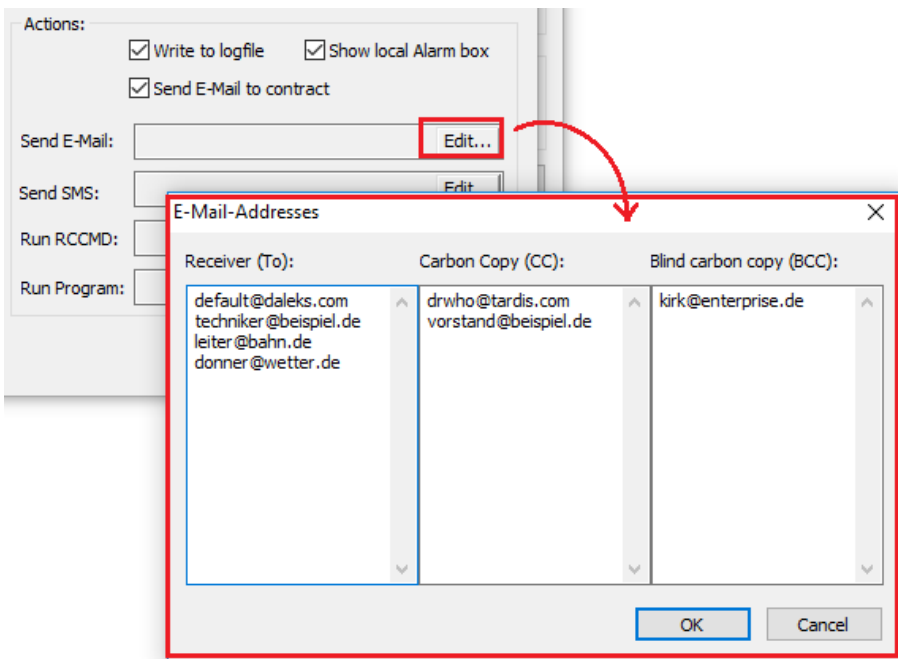 Actions:
Write to logfile Show local Alarm box
Send E-Mail to contract
Send E-Mail: Edit...
Send SMS: Edit
Run RCCMD:
Run Program:
E-Mail-Addresses
Receiver (To): Carbon Copy (CC): Blind carbon copy (BCC):
default@daleks.com drwho@tardis.com kirk@enterprise.de
techniker@beispiel.de vorstand@beispiel.de
leiter@bahn.de
donner@wetter.de
OK Cancel